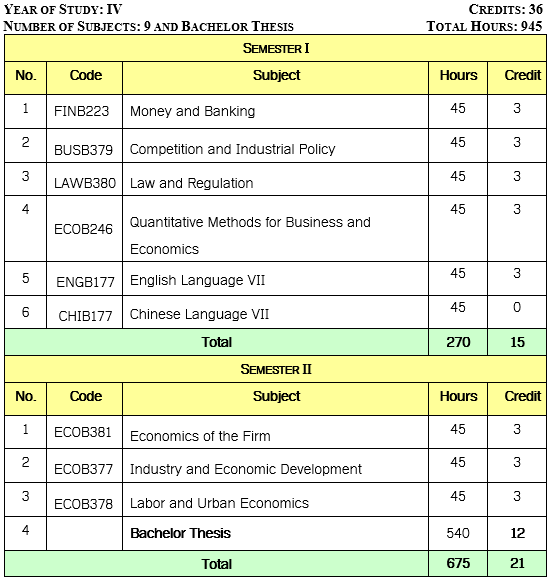 YEAR OF STUDY: IV CREDITS: 36
NUMBER OF SUBJECTS: 9 AND BACHELOR THESIS TOTAL HOURS: 945
SEMESTER I
No. Code Subject Hours Credit
1 FINB223 Money and Banking 45 3
2 BUSB379 Competition and Industrial Policy 45 3
3 LAWB380 Law and Regulation 45 3
4 ECOB246 Quantitative Methods for Business and 45 3
Economics
5 ENGB177 English Language VII 45 3
6 CHIB177 Chinese Language VII 45 0
Total 270 15
SEMESTER II
No. Code Subject Hours Credit
1 ECOB381 Economics of the Firm 45 3
2 ECOB377 Industry and Economic Development 45 3
3 ECOB378 Labor and Urban Economics 45 3
4 Bachelor Thesis 540 12
Total 675 21